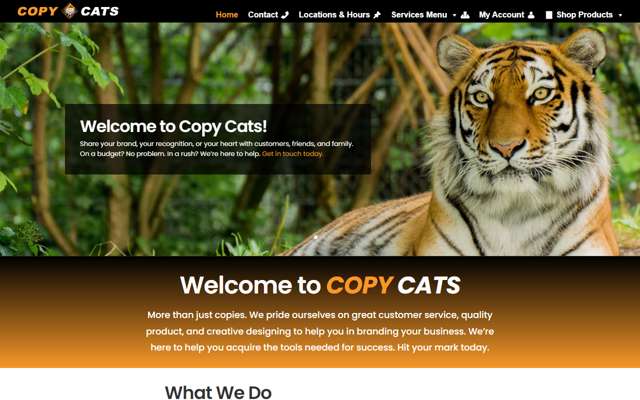 COPY CATS
Home Contact Locations & Hours Services Menu My Account Shop Products
Welcome to Copy Cats!
Share your brand, your recognition, or your heart with customers, friends, and family.
On a budget? No problem. In a rush? We're here to help. Get in touch today.
Welcome to COPY CATS
More than just copies. We pride ourselves on great customer service, quality
product, and creative designing to help you in branding your business. We're
here to help you acquire the tools needed for success. Hit your mark today.
What We Do